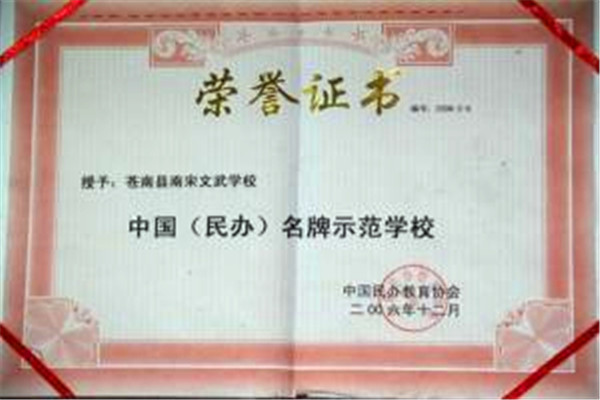 荣誉证书
授予：苍南县南宋文武学校
中国（民办）名牌示范学校
中国民办教育协会
二00六年十二月